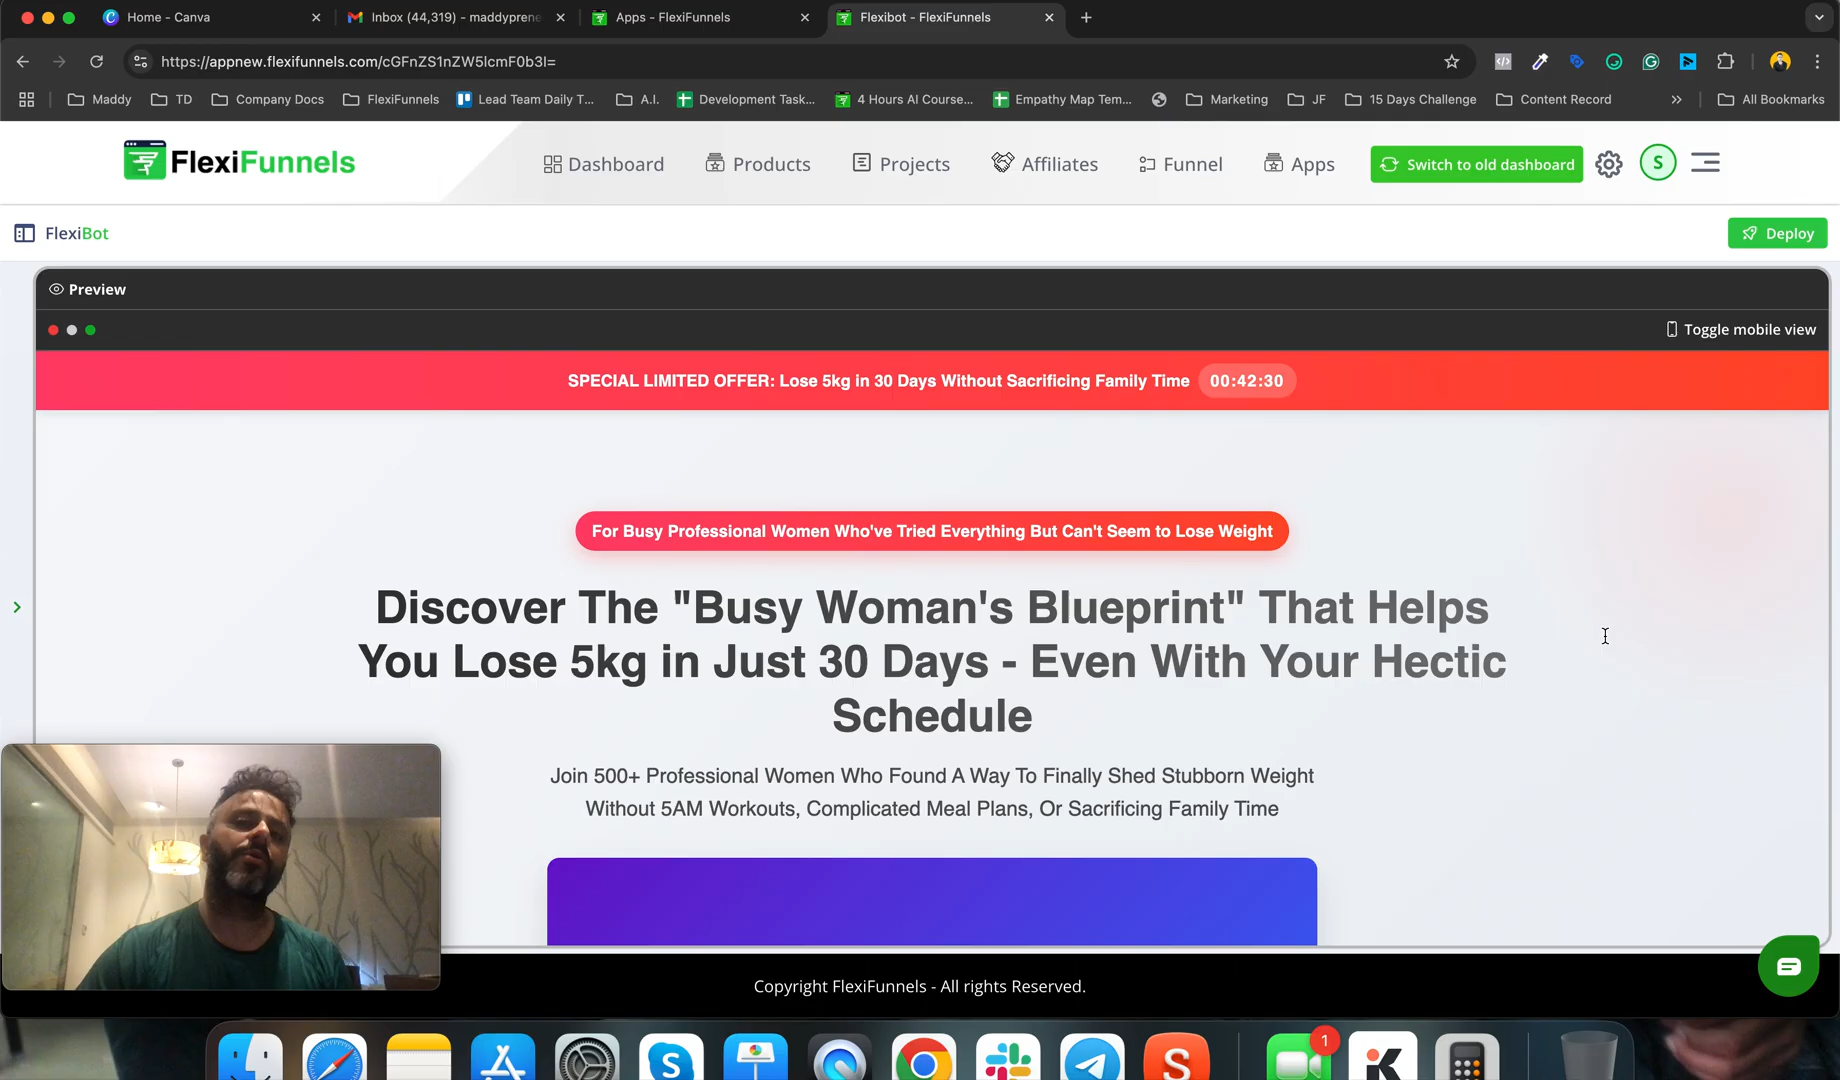 Home - Canva
Inbox (44,319) - maddyprene
Apps - FlexiFunnels
Flexibot - FlexiFunnels
https://appnew.flexifunnels.com/cGFnZS1nZW5lcmF0b3I=
Maddy
TD
Company Docs
FlexiFunnels
Lead Team Daily T...
A.I.
Development Task...
4 Hours AI Course...
Empathy Map Tem...
Marketing
JF
15 Days Challenge
Content Record
All Bookmarks
FlexiFunnels
Dashboard
Products
Projects
Affiliates
Funnel
Apps
Switch to old dashboard
S
FlexiBot
Deploy
Preview
Toggle mobile view
SPECIAL LIMITED OFFER: Lose 5kg in 30 Days Without Sacrificing Family Time 00:42:30
For Busy Professional Women Who've Tried Everything But Can't Seem to Lose Weight
Discover The "Busy Woman's Blueprint" That Helps
You Lose 5kg in Just 30 Days - Even With Your Hectic
Schedule
Join 500+ Professional Women Who Found A Way To Finally Shed Stubborn Weight
Without 5AM Workouts, Complicated Meal Plans, Or Sacrificing Family Time
Copyright FlexiFunnels - All rights Reserved.
1